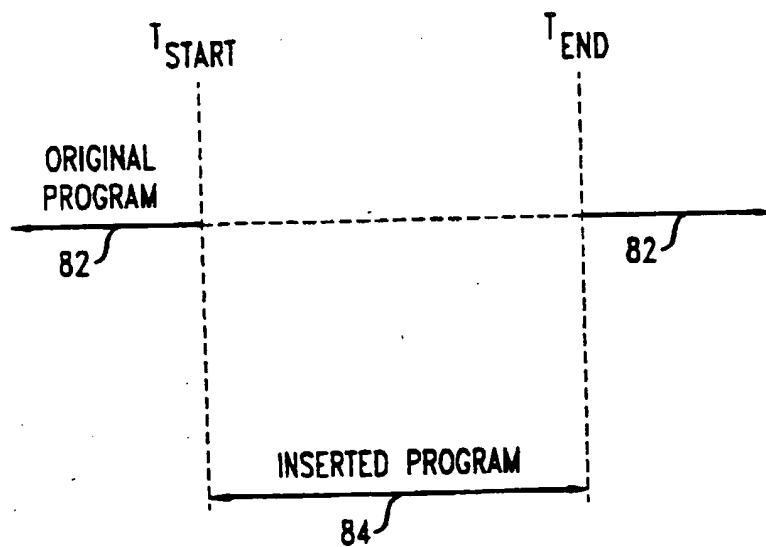 T START
T END
ORIGINAL
PROGRAM
82
82
INSERTED PROGRAM
84